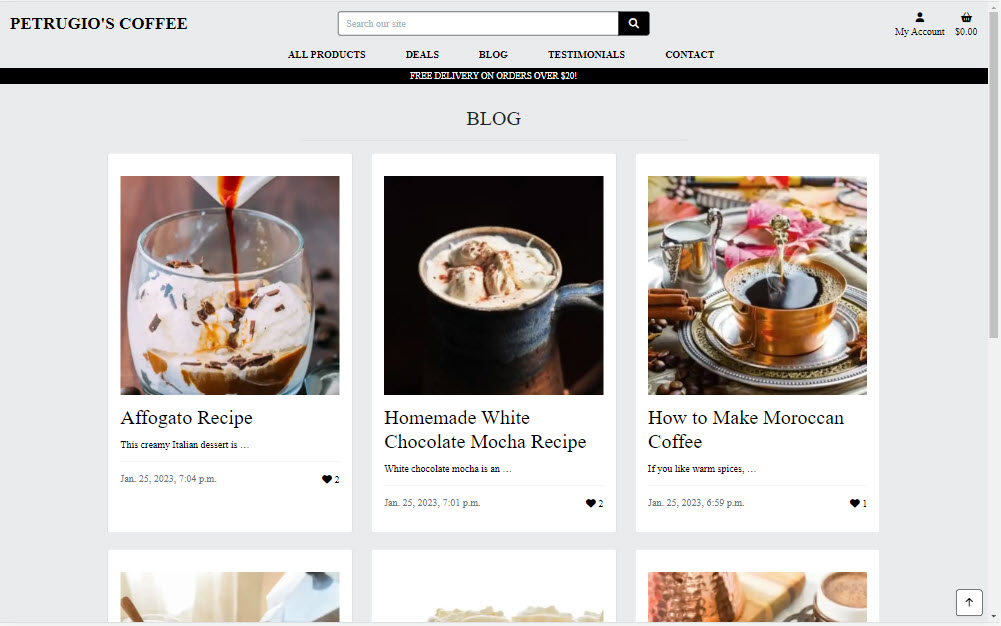 PETRUGIO'S COFFEE
Search our site
My Account
$0.00
ALL PRODUCTS DEALS BLOG TESTIMONIALS CONTACT
FREE DELIVERY ON ORDERS OVER $20!
BLOG
Affogato Recipe
This creamy Italian dessert is …
Jan. 25, 2023, 7:04 p.m.
2
Homemade White
Chocolate Mocha Recipe
White chocolate mocha is an …
Jan. 25, 2023, 7:01 p.m.
2
How to Make Moroccan
Coffee
If you like warm spices, …
Jan. 25, 2023, 6:59 p.m.
1